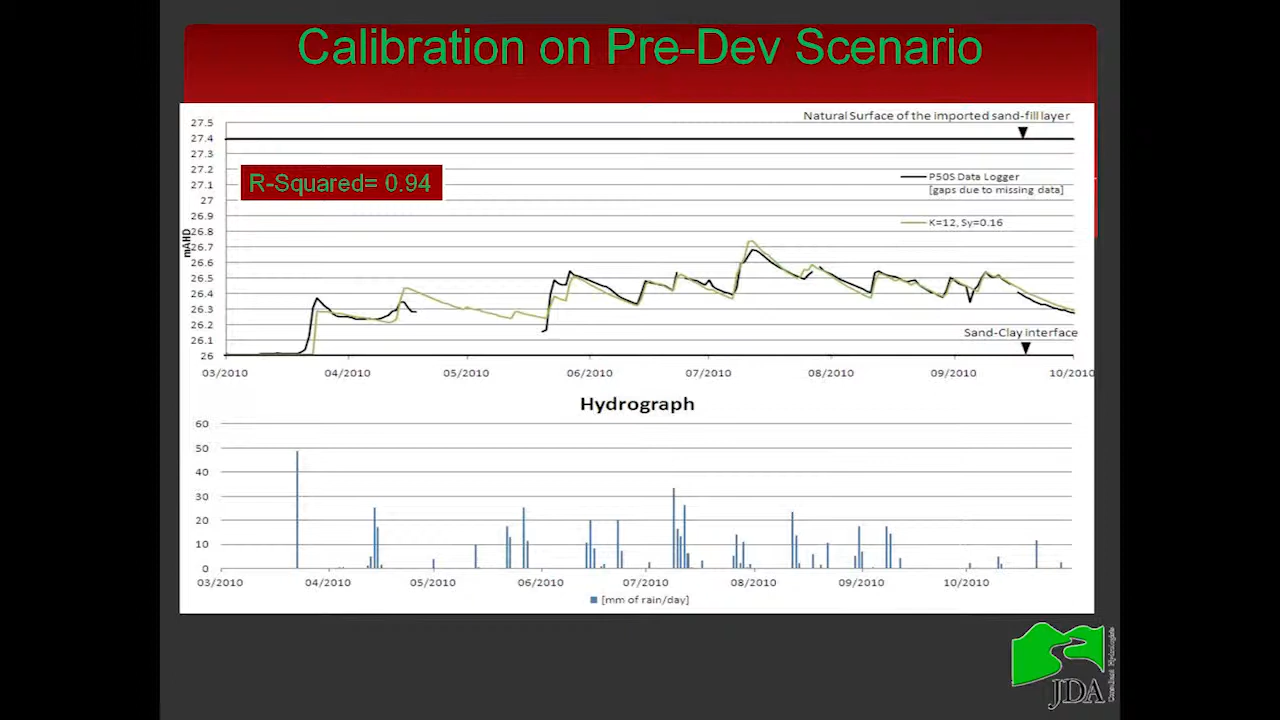 Calibration on Pre-Dev Scenario
Natural Surface of the imported sand-fill layer
27.5
27.4
27.3
27.2
27.1
27
26.9
26.8
26.7
26.6
26.5
26.4
26.3
26.2
26.1
26
mAHD
R-Squared= 0.94
P50S Data Logger
[gaps due to missing data]
K=12, Sy=0.16
Sand-Clay interface
03/2010 04/2010 05/2010 06/2010 07/2010 08/2010 09/2010 10/2010
Hydrograph
60
50
40
30
20
10
0
03/2010 04/2010 05/2010 06/2010 07/2010 08/2010 09/2010 10/2010
[mm of rain/day]
JDA
Consultant Hydrologists